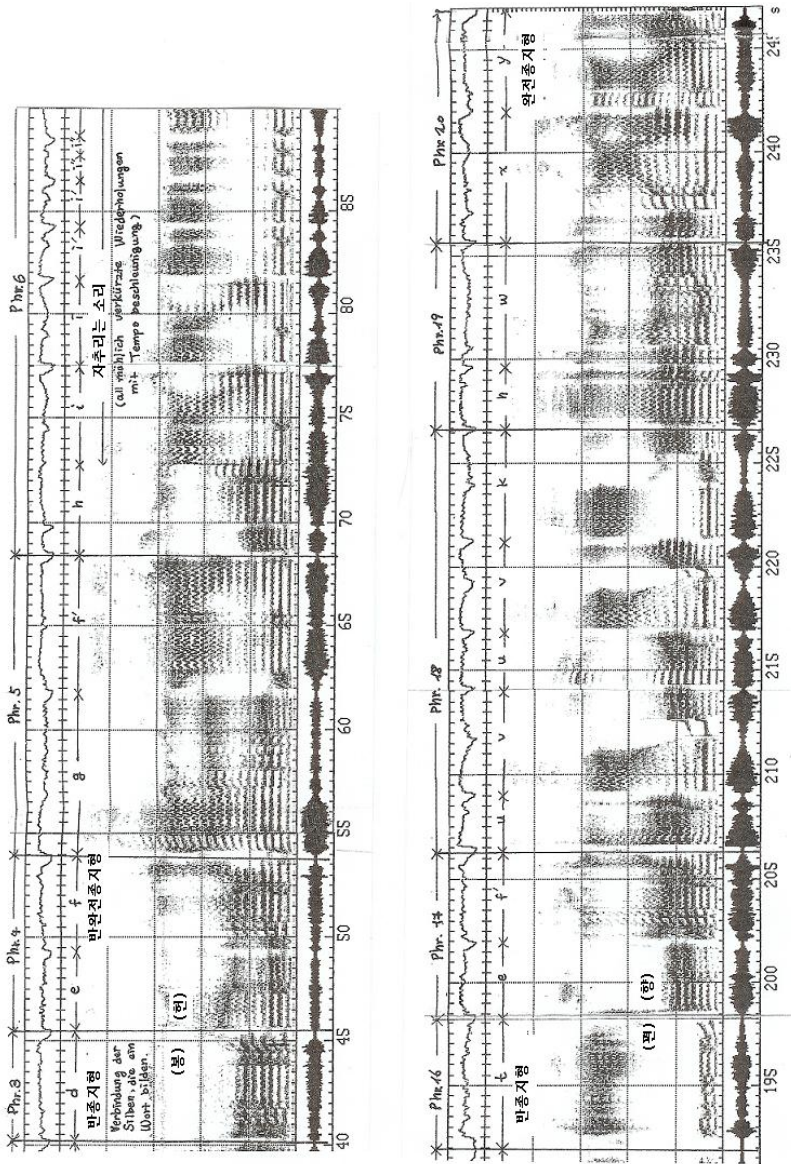 Phr.3 Phr.4 Phr. 5 Phr.6
d e f g f' h i i i' i
반종지형 반완전종지형 자추리는 소리
Verbindung der
Silben, die ein
Wort bilden.
(allmählich verkürzte Wiederholungen
mit Tempo beschleunigung)
(봉) (헌)
40 45 50 55 60 65 70 75 80 85
Phr.16 Phr. 17 Phr. 18 Phr.19 Phr. 20
t e f' u v u v k h w x y
반종지형 완전종지형
(편) (향)
195 200 205 210 215 220 225 230 235 240 245 s